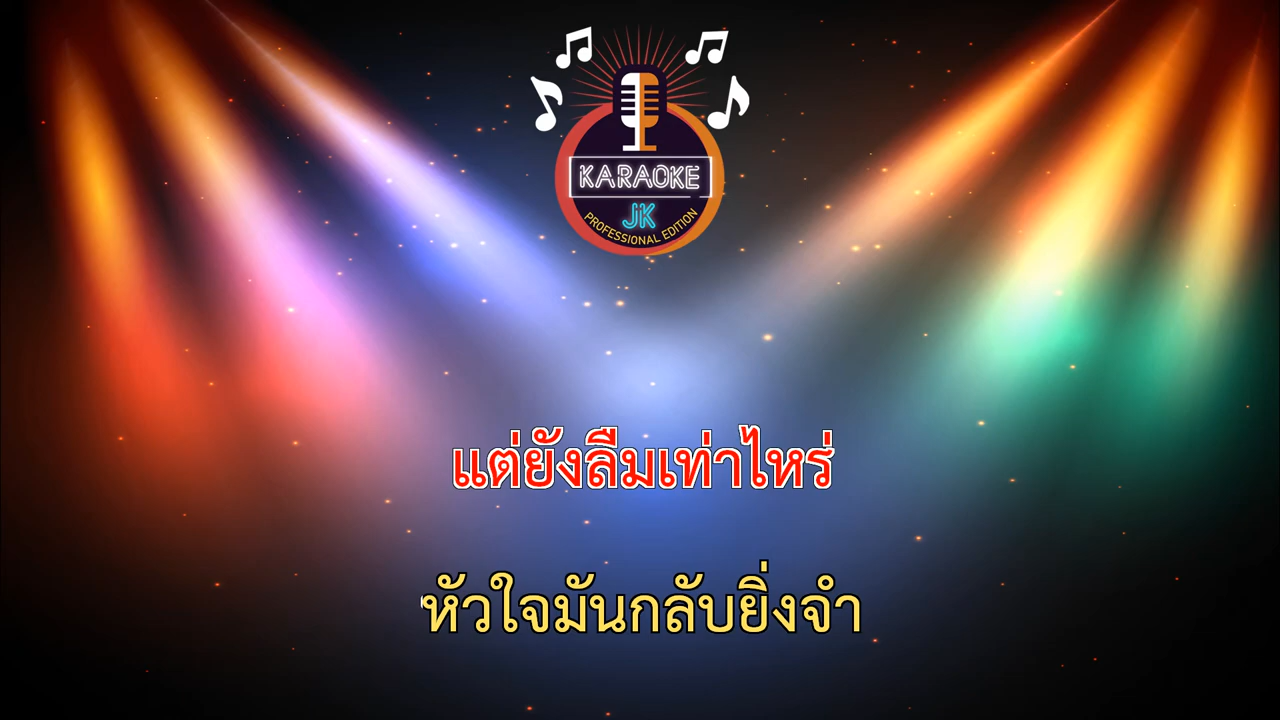 KARAOKE
JK
PROFESSIONAL EDITION
แต่ยังลืมเท่าไหร่
หัวใจมันกลับยิ่งจำ